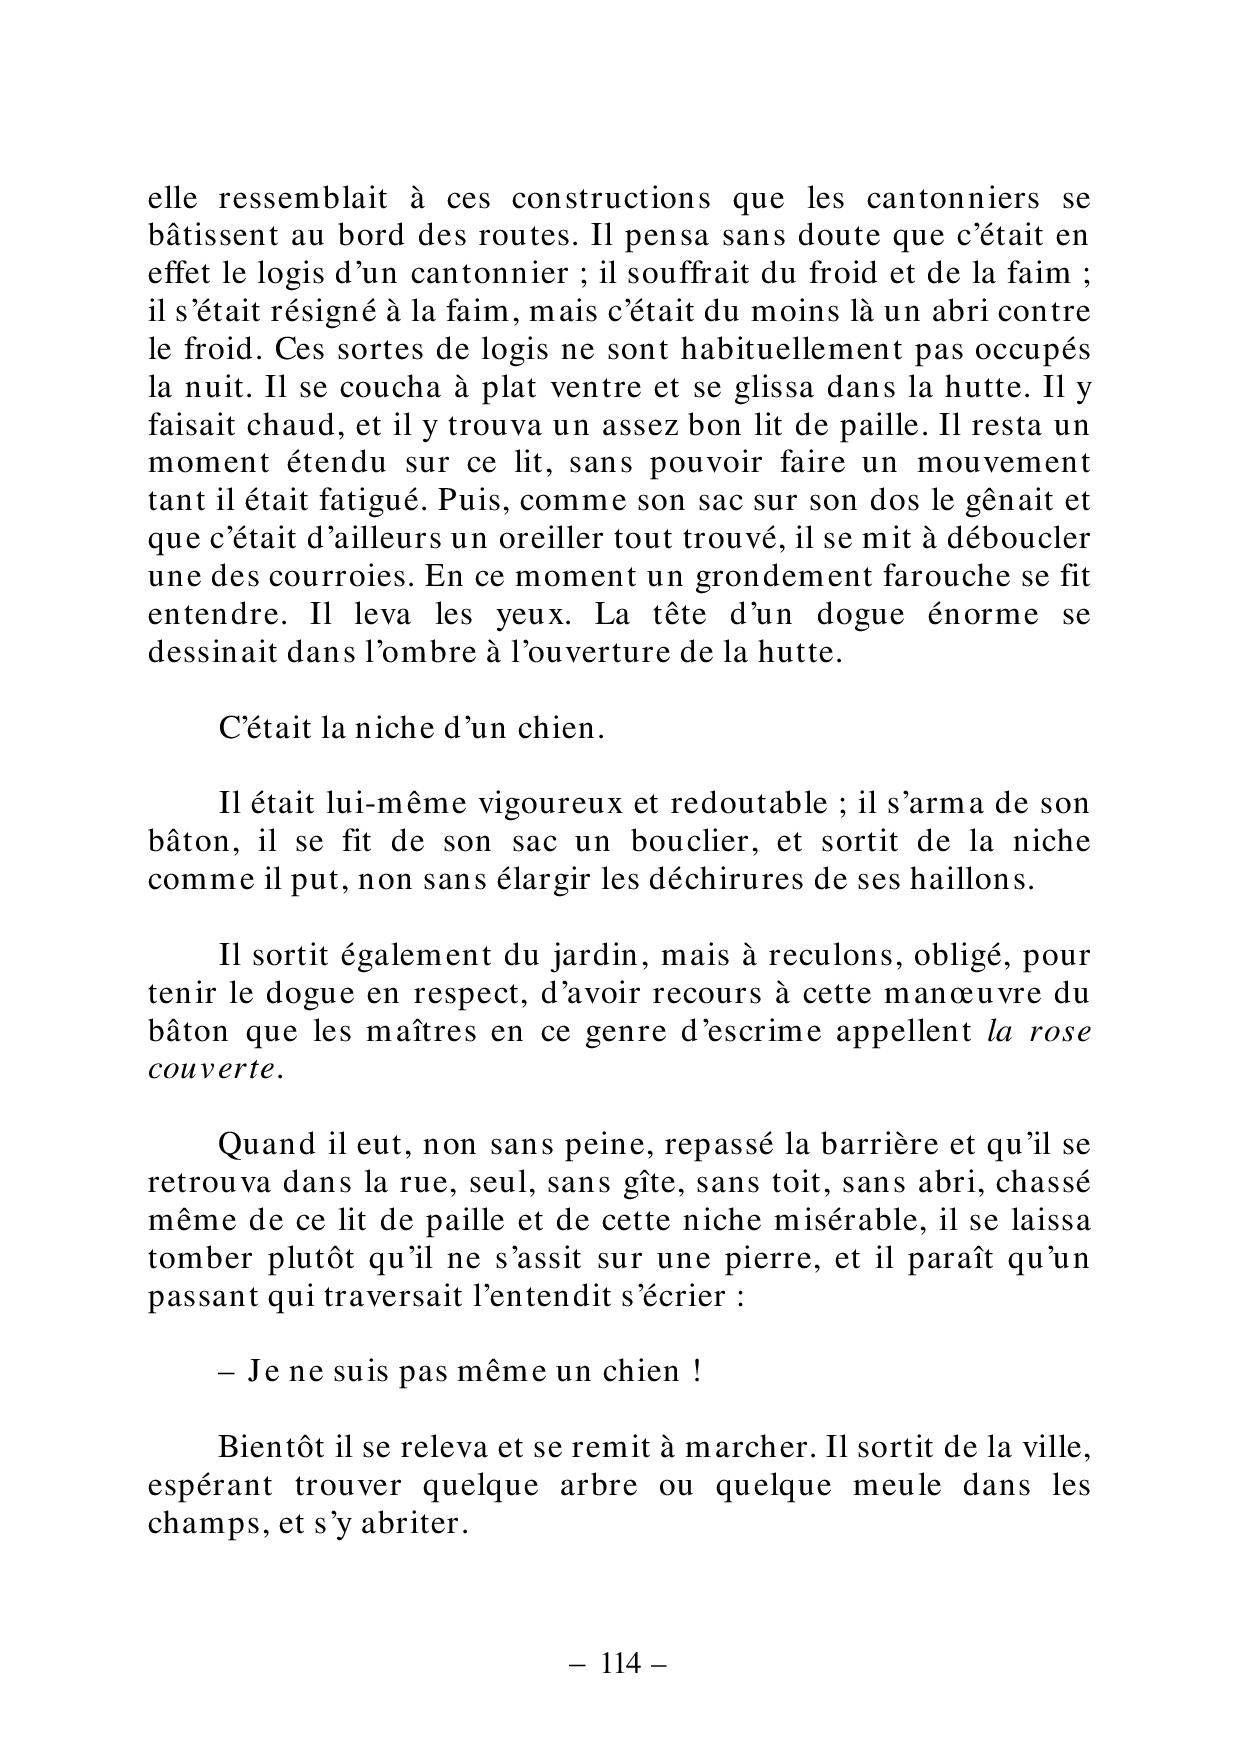 elle ressemblait à ces constructions que les cantonniers se
bâtissent au bord des routes. Il pensa sans doute que c’était en
effet le logis d’un cantonnier ; il souffrait du froid et de la faim ;
il s’était résigné à la faim, mais c’était du moins là un abri contre
le froid. Ces sortes de logis ne sont habituellement pas occupés
la nuit. Il se coucha à plat ventre et se glissa dans la hutte. Il y
faisait chaud, et il y trouva un assez bon lit de paille. Il resta un
moment étendu sur ce lit, sans pouvoir faire un mouvement
tant il était fatigué. Puis, comme son sac sur son dos le gênait et
que c’était d’ailleurs un oreiller tout trouvé, il se mit à déboucler
une des courroies. En ce moment un grondement farouche se fit
entendre. Il leva les yeux. La tête d’un dogue énorme se
dessinait dans l’ombre à l’ouverture de la hutte.
C’était la niche d’un chien.
Il était lui-même vigoureux et redoutable ; il s’arma de son
bâton, il se fit de son sac un bouclier, et sortit de la niche
comme il put, non sans élargir les déchirures de ses haillons.
Il sortit également du jardin, mais à reculons, obligé, pour
tenir le dogue en respect, d’avoir recours à cette manœuvre du
bâton que les maîtres en ce genre d’escrime appellent la rose
couverte.
Quand il eut, non sans peine, repassé la barrière et qu’il se
retrouva dans la rue, seul, sans gîte, sans toit, sans abri, chassé
même de ce lit de paille et de cette niche misérable, il se laissa
tomber plutôt qu’il ne s’assit sur une pierre, et il paraît qu’un
passant qui traversait l’entendit s’écrier :
– Je ne suis pas même un chien !
Bientôt il se releva et se remit à marcher. Il sortit de la ville,
espérant trouver quelque arbre ou quelque meule dans les
champs, et s’y abriter.
– 114 –